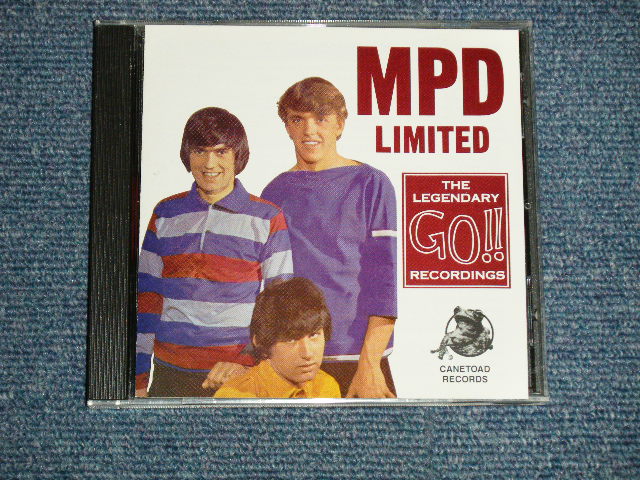 MPD
LIMITED
THE
LEGENDARY
GO!!
RECORDINGS
CANETOAD
RECORDS